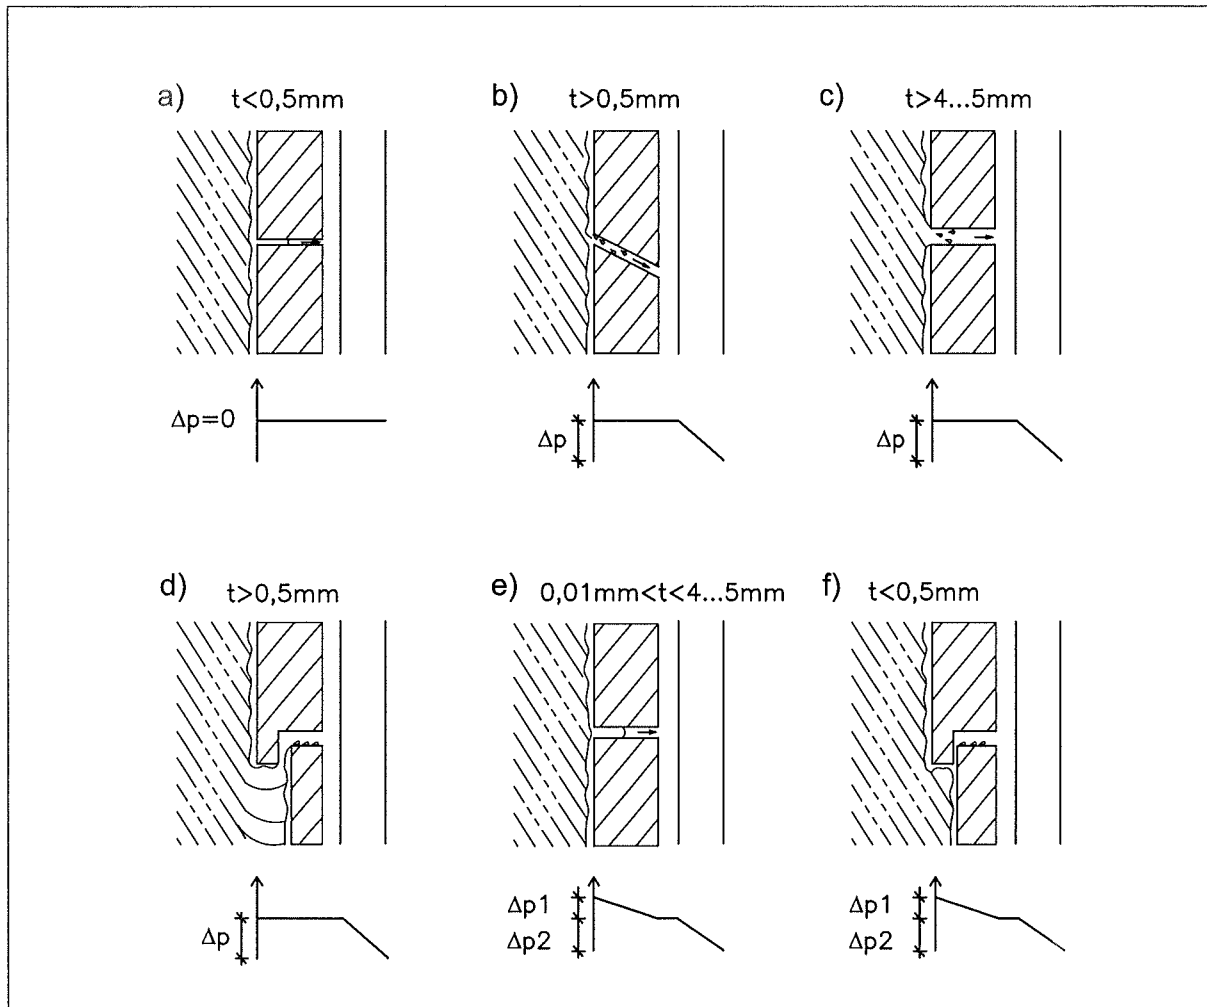 a) t<0,5mm
b) t>0,5mm
c) t>4...5mm
Δp=0
Δp
Δp
d) t>0,5mm
e) 0,01mm<t<4...5mm
f) t<0,5mm
Δp
Δp1
Δp2
Δp1
Δp2